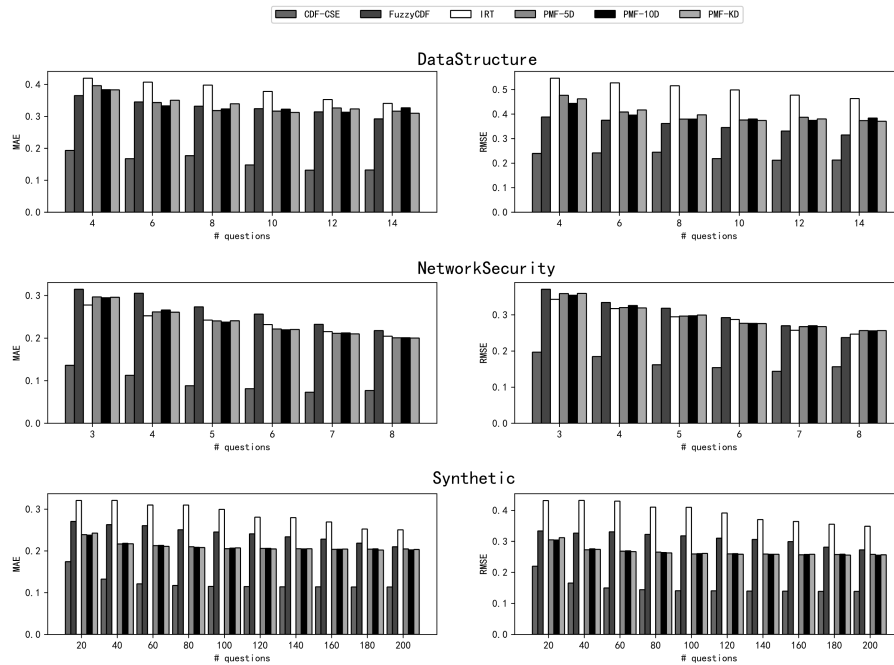 CDF-CSE FuzzyCDF IRT PMF-5D PMF-10D PMF-KD
DataStructure
MAE
0.4
0.3
0.2
0.1
0.0
4 6 8 10 12 14
# questions
RMSE
0.5
0.4
0.3
0.2
0.1
0.0
4 6 8 10 12 14
# questions
NetworkSecurity
MAE
0.3
0.2
0.1
0.0
3 4 5 6 7 8
# questions
RMSE
0.3
0.2
0.1
0.0
3 4 5 6 7 8
# questions
Synthetic
MAE
0.3
0.2
0.1
0.0
20 40 60 80 100 120 140 160 180 200
# questions
RMSE
0.4
0.3
0.2
0.1
0.0
20 40 60 80 100 120 140 160 180 200
# questions